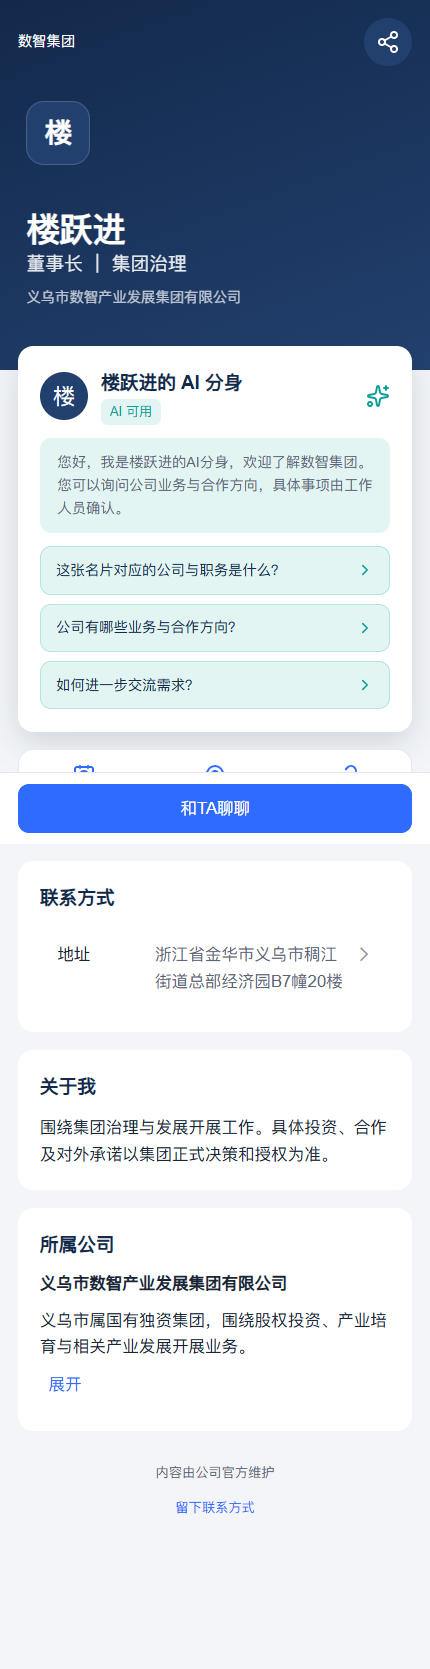 数智集团
楼
楼跃进
董事长 | 集团治理
义乌市数智产业发展集团有限公司
楼
楼跃进的 AI 分身
AI 可用
您好，我是楼跃进的AI分身，欢迎了解数智集团。
您可以询问公司业务与合作方向，具体事项由工作
人员确认。
这张名片对应的公司与职务是什么？
公司有哪些业务与合作方向？
如何进一步交流需求？
和TA聊聊
联系方式
地址
浙江省金华市义乌市稠江
街道总部经济园B7幢20楼
关于我
围绕集团治理与发展开展工作。具体投资、合作
及对外承诺以集团正式决策和授权为准。
所属公司
义乌市数智产业发展集团有限公司
义乌市属国有独资集团，围绕股权投资、产业培
育与相关产业发展开展业务。
展开
内容由公司官方维护
留下联系方式